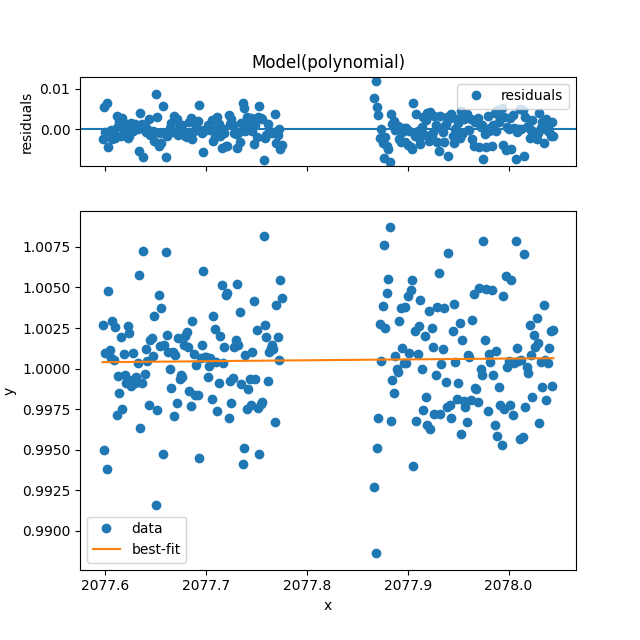 Model(polynomial)
residuals
0.01
0.00
residuals
1.0075
1.0050
1.0025
1.0000
0.9975
0.9950
0.9925
0.9900
y
data
best-fit
2077.6 2077.7 2077.8 2077.9 2078.0
x